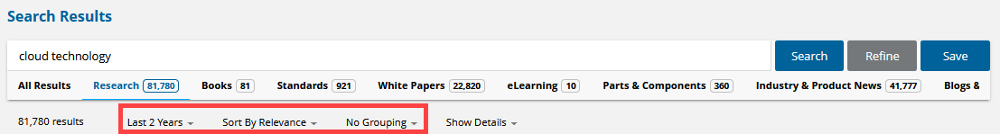 Search Results
cloud technology Search Refine Save
All Results Research 81,780 Books 81 Standards 921 White Papers 22,820 eLearning 10 Parts & Components 360 Industry & Product News 41,777 Blogs &
81,780 results Last 2 Years Sort By Relevance No Grouping Show Details